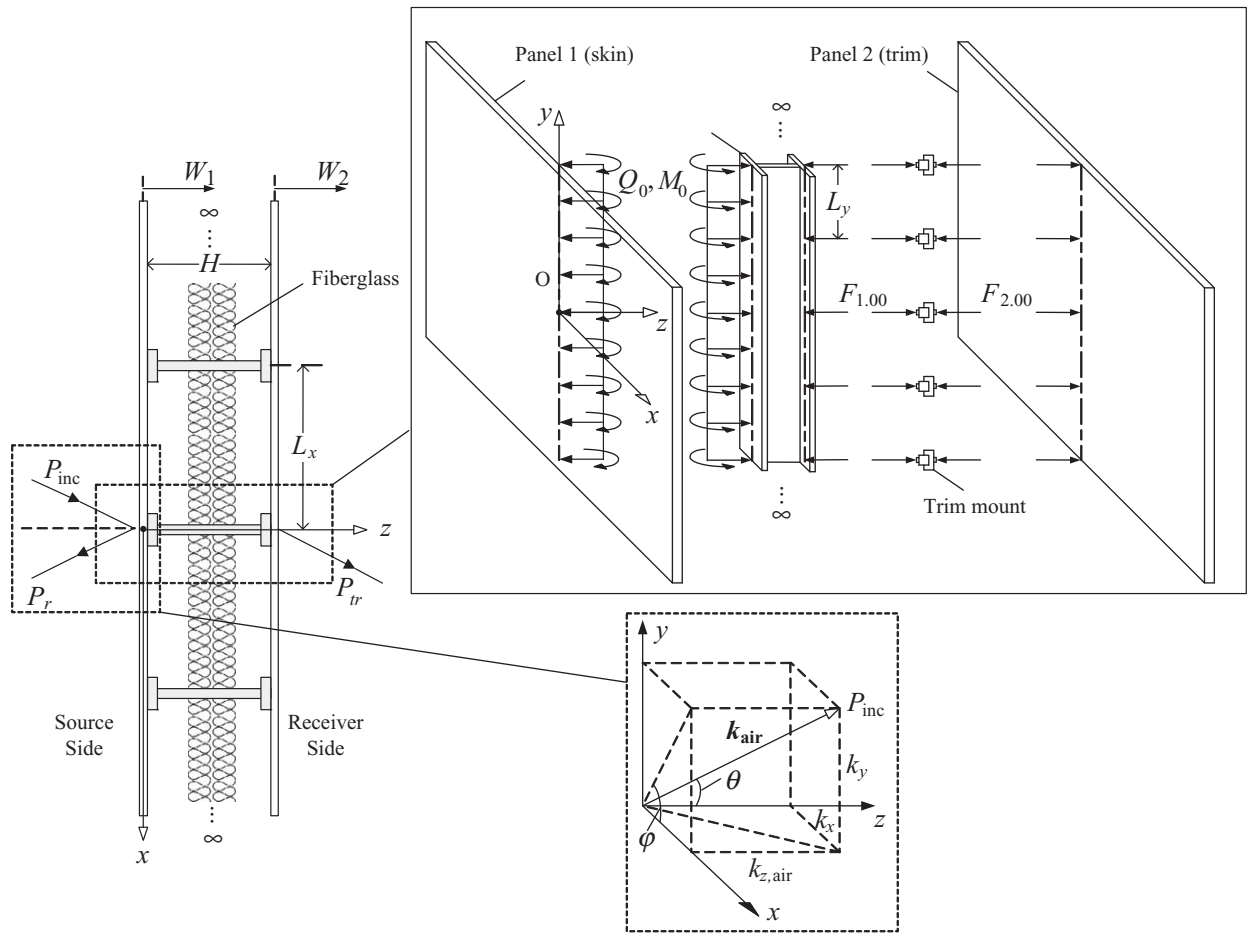 W1
W2
∞
H
Fiberglass
Lx
Pinc
z
Pr
Ptr
Source
Side
Receiver
Side
∞
x
Panel 1 (skin)
Panel 2 (trim)
∞
y
Q0, M0
Ly
O
z
F1.00
F2.00
x
Trim mount
∞
y
Pinc
kair
ky
θ
kx
z
φ
kz,air
x